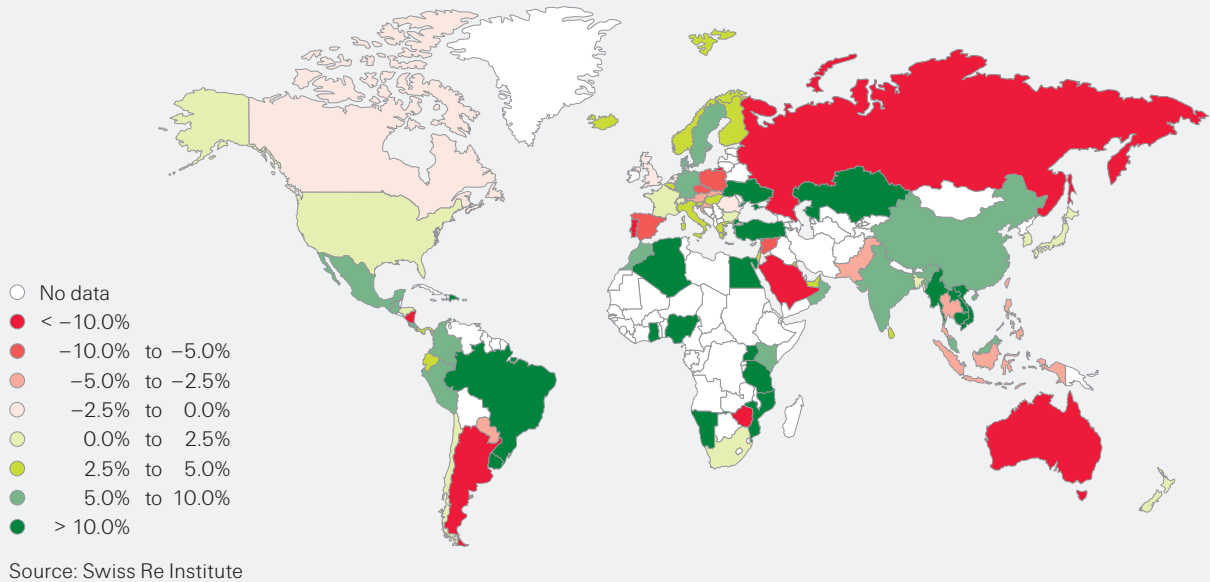 No data
< −10.0%
−10.0% to −5.0%
−5.0% to −2.5%
−2.5% to 0.0%
0.0% to 2.5%
2.5% to 5.0%
5.0% to 10.0%
> 10.0%
Source: Swiss Re Institute